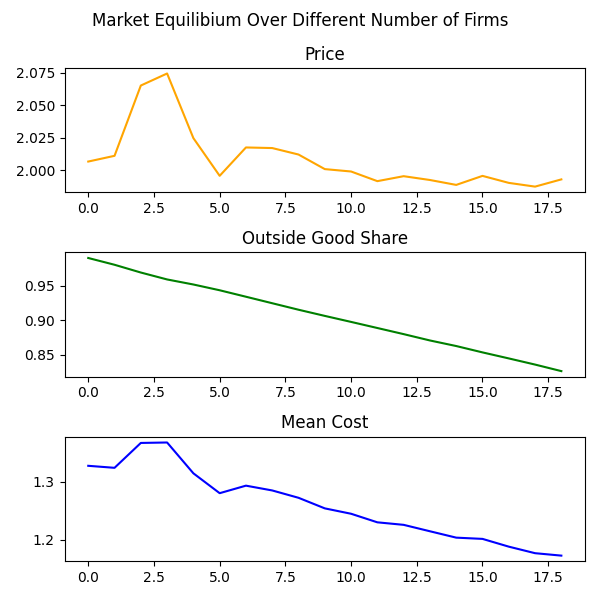 Market Equilibium Over Different Number of Firms
Price
2.075
2.050
2.025
2.000
0.0 2.5 5.0 7.5 10.0 12.5 15.0 17.5
Outside Good Share
0.95
0.90
0.85
0.0 2.5 5.0 7.5 10.0 12.5 15.0 17.5
Mean Cost
1.3
1.2
0.0 2.5 5.0 7.5 10.0 12.5 15.0 17.5